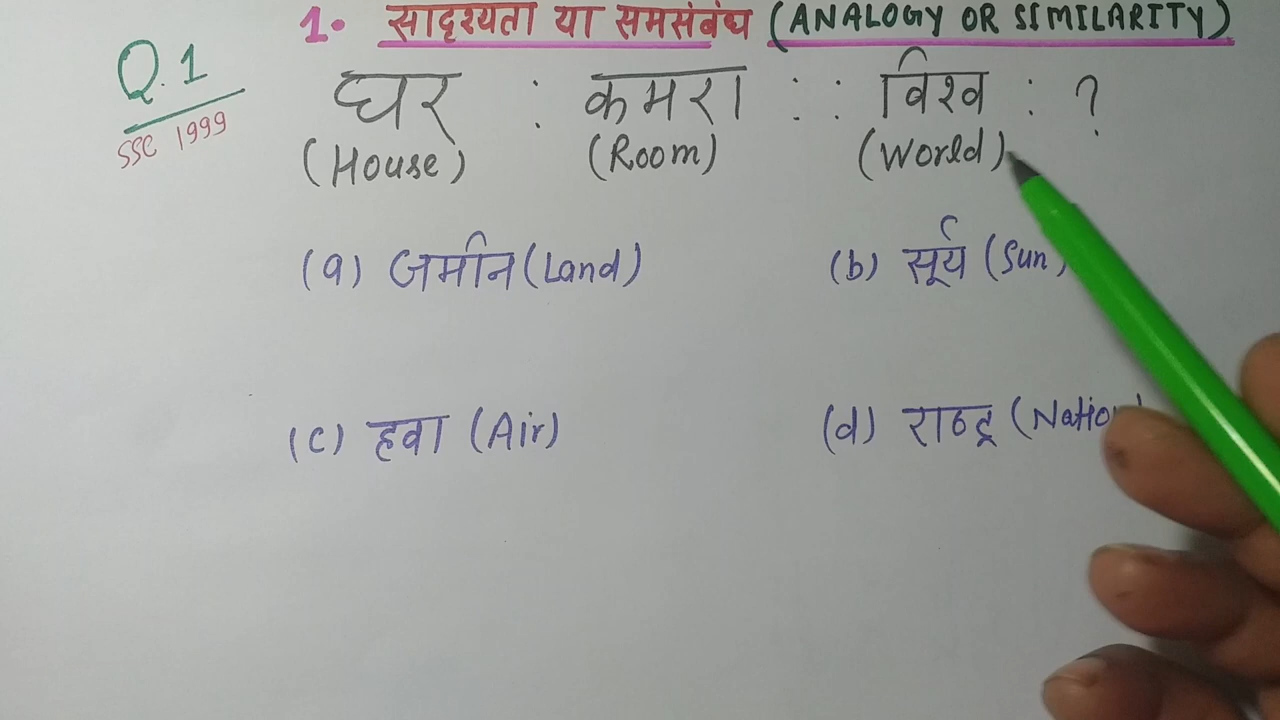 1. सादृश्यता या समसंबंध (ANALOGY OR SIMILARITY)
Q.1
SSC 1999
घर : कमरा :: विश्व : ?
(House) (Room) (World)
(a) जमीन (Land) (b) सूर्य (Sun)
(c) हवा (Air) (d) राष्ट्र (Nation)